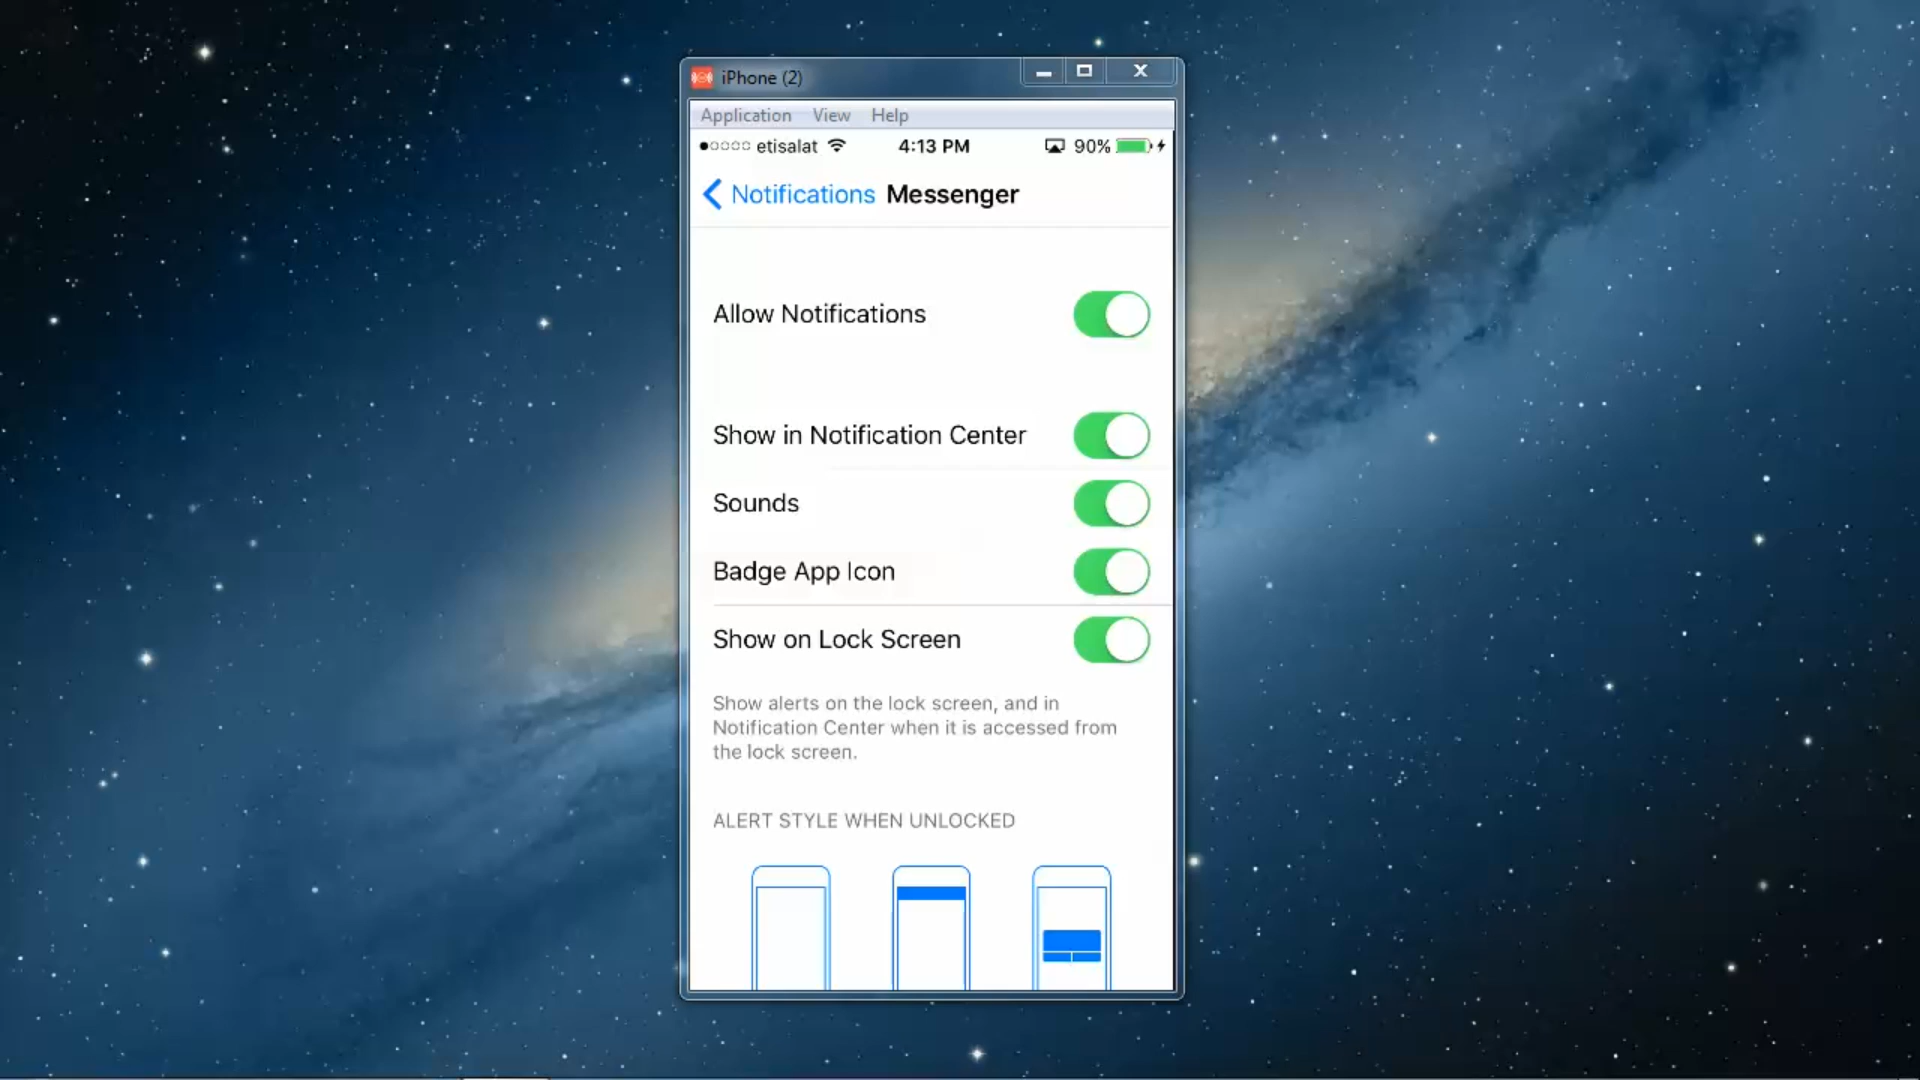 iPhone (2)
Application View Help
etisalat 4:13 PM 90%
Notifications Messenger
Allow Notifications
Show in Notification Center
Sounds
Badge App Icon
Show on Lock Screen
Show alerts on the lock screen, and in
Notification Center when it is accessed from
the lock screen.
ALERT STYLE WHEN UNLOCKED